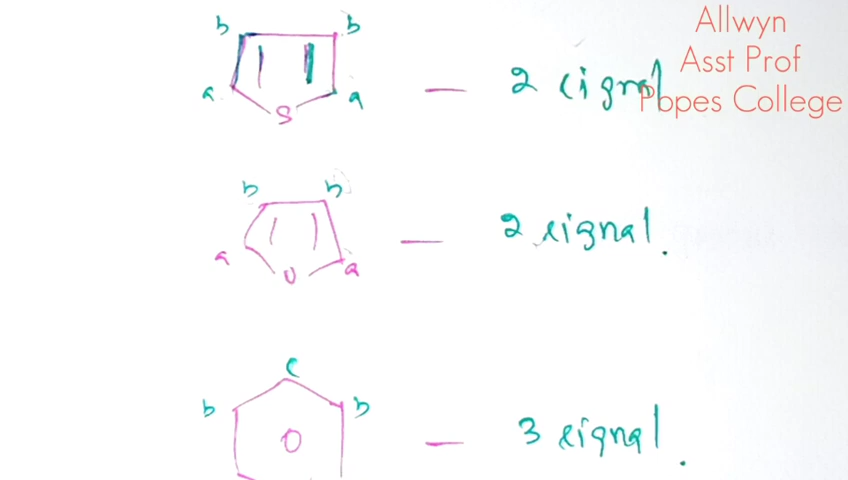 Allwyn
Asst Prof
Popes College
b b
a a
S
— 2 signal
b b
a a
O
— 2 signal.
c
b b
O
— 3 signal.